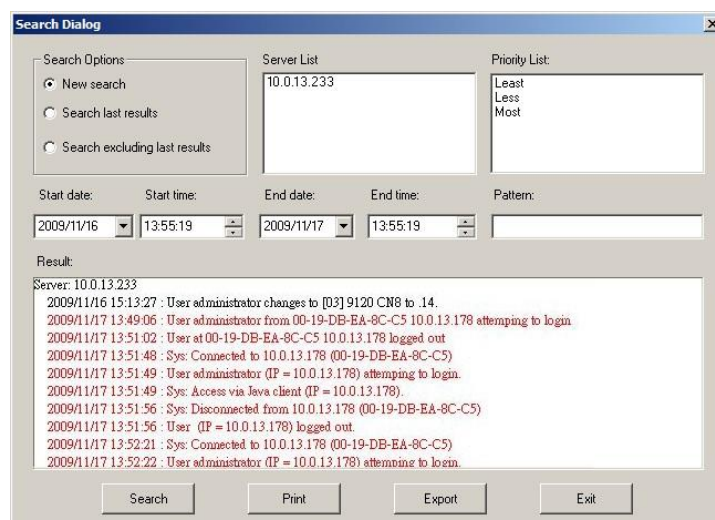 Search Dialog
Search Options
New search
Search last results
Search excluding last results
Server List
10.0.13.233
Priority List:
Least
Less
Most
Start date:
Start time:
End date:
End time:
Pattern:
2009/11/16
13:55:19
2009/11/17
13:55:19
Result:
Server: 10.0.13.233
2009/11/16 15:13:27 : User administrator changes to [03] 9120 CN8 to .14.
2009/11/17 13:49:06 : User administrator from 00-19-DB-EA-8C-C5 10.0.13.178 attemping to login
2009/11/17 13:51:02 : User at 00-19-DB-EA-8C-C5 10.0.13.178 logged out
2009/11/17 13:51:48 : Sys: Connected to 10.0.13.178 (00-19-DB-EA-8C-C5)
2009/11/17 13:51:49 : User administrator (IP = 10.0.13.178) attemping to login.
2009/11/17 13:51:49 : Sys: Access via Java client (IP = 10.0.13.178).
2009/11/17 13:51:56 : Sys: Disconnected from 10.0.13.178 (00-19-DB-EA-8C-C5)
2009/11/17 13:51:56 : User (IP = 10.0.13.178) logged out.
2009/11/17 13:52:21 : Sys: Connected to 10.0.13.178 (00-19-DB-EA-8C-C5)
2009/11/17 13:52:22 : User administrator (IP = 10.0.13.178) attemping to login.
Search
Print
Export
Exit